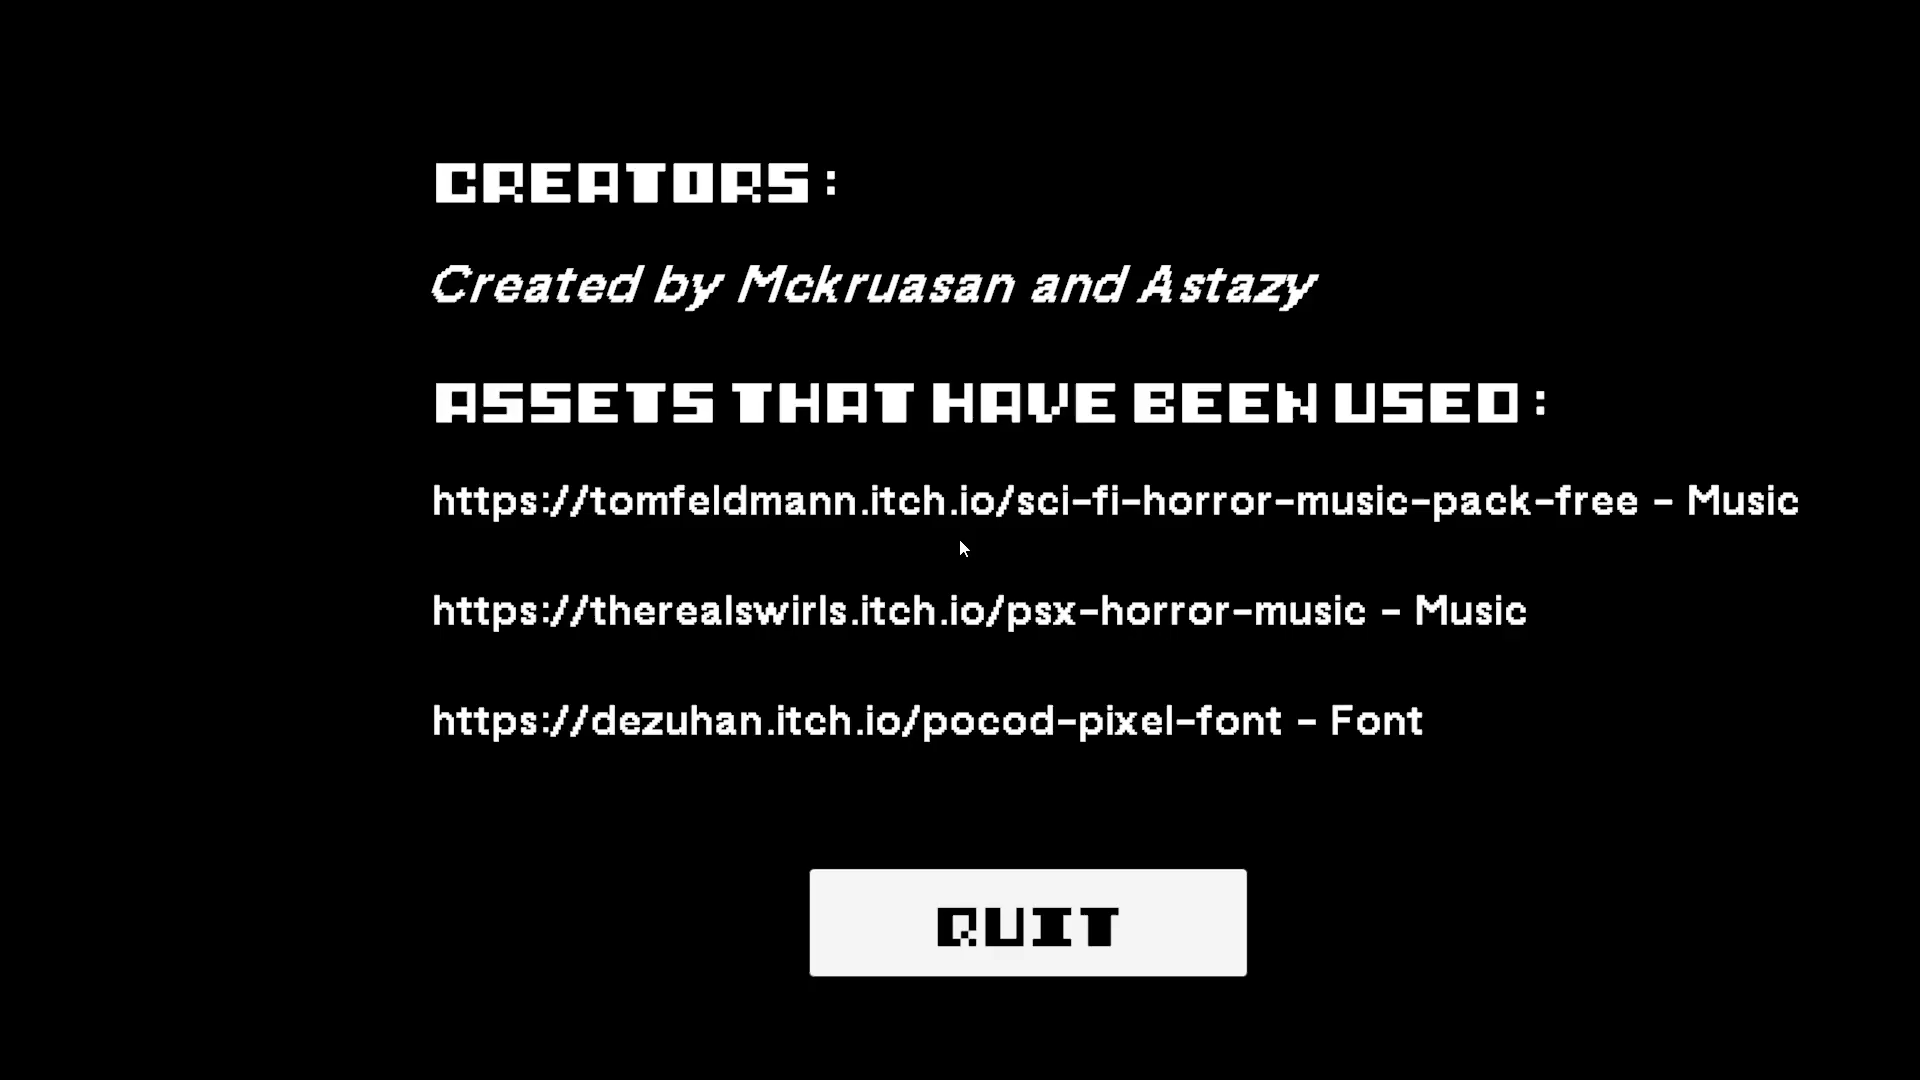 CREATORS:
Created by Mckruasan and Astazy
ASSETS THAT HAVE BEEN USED:
https://tomfeldmann.itch.io/sci-fi-horror-music-pack-free - Music
https://therealswirls.itch.io/psx-horror-music - Music
https://dezuhan.itch.io/pocod-pixel-font - Font
QUIT